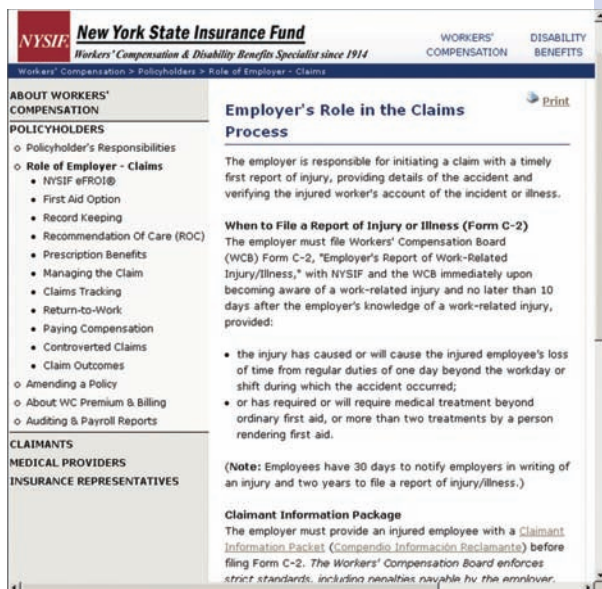 NYSIF
New York State Insurance Fund
Workers' Compensation & Disability Benefits Specialist since 1914
WORKERS'
COMPENSATION
DISABILITY
BENEFITS
Workers' Compensation > Policyholders > Role of Employer - Claims
ABOUT WORKERS'
COMPENSATION
POLICYHOLDERS
Policyholder's Responsibilities
Role of Employer - Claims
• NYSIF eFROI®
• First Aid Option
• Record Keeping
• Recommendation Of Care (ROC)
• Prescription Benefits
• Managing the Claim
• Claims Tracking
• Return-to-Work
• Paying Compensation
• Controverted Claims
• Claim Outcomes
Amending a Policy
About WC Premium & Billing
Auditing & Payroll Reports
CLAIMANTS
MEDICAL PROVIDERS
INSURANCE REPRESENTATIVES
Print
Employer's Role in the Claims
Process
The employer is responsible for initiating a claim with a timely
first report of injury, providing details of the accident and
verifying the injured worker's account of the incident or illness.
When to File a Report of Injury or Illness (Form C-2)
The employer must file Workers' Compensation Board
(WCB) Form C-2, "Employer's Report of Work-Related
Injury/Illness," with NYSIF and the WCB immediately upon
becoming aware of a work-related injury and no later than 10
days after the employer's knowledge of a work-related injury,
provided:
• the injury has caused or will cause the injured employee's loss
of time from regular duties of one day beyond the workday or
shift during which the accident occurred;
• or has required or will require medical treatment beyond
ordinary first aid, or more than two treatments by a person
rendering first aid.
(Note: Employees have 30 days to notify employers in writing of
an injury and two years to file a report of injury/illness.)
Claimant Information Package
The employer must provide an injured employee with a Claimant
Information Packet (Compendio Información Reclamante) before
filing Form C-2. The Workers' Compensation Board enforces
strict standards, including penalties payable by the employer,